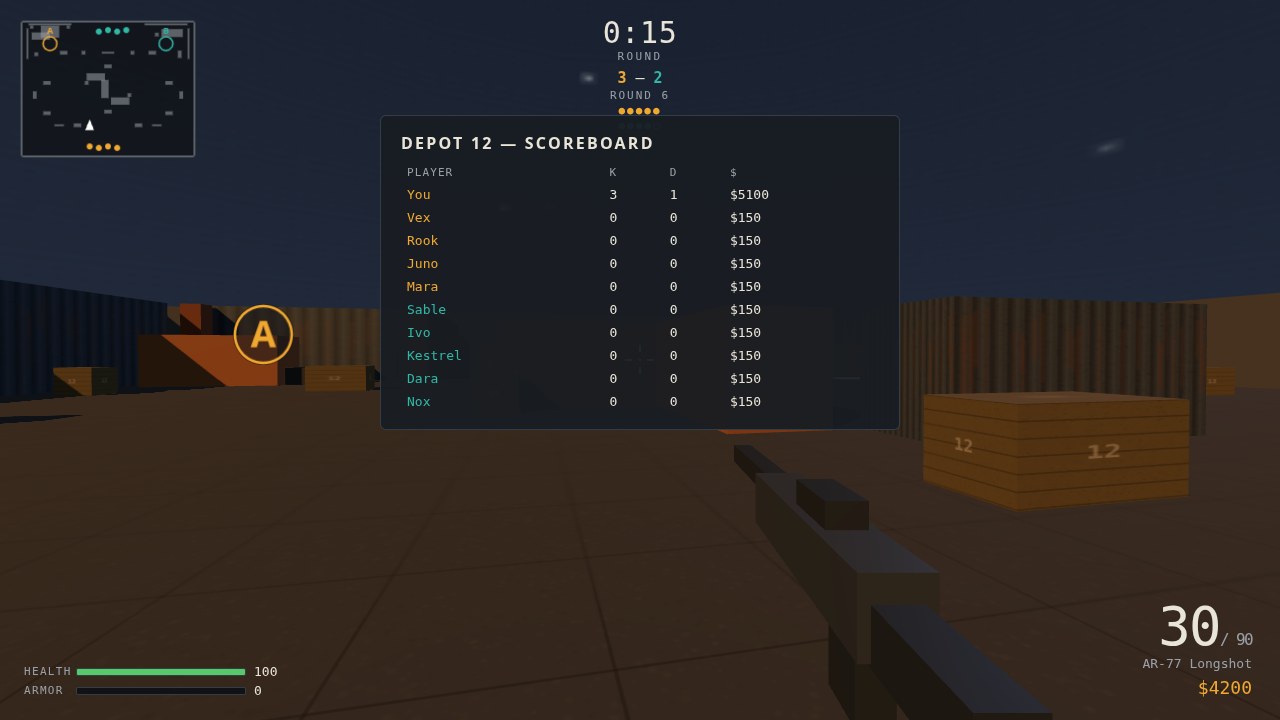 A
0:15
ROUND
3 — 2
ROUND 6
DEPOT 12 — SCOREBOARD
PLAYER K D $
You 3 1 $5100
Vex 0 0 $150
Rook 0 0 $150
Juno 0 0 $150
Mara 0 0 $150
Sable 0 0 $150
Ivo 0 0 $150
Kestrel 0 0 $150
Dara 0 0 $150
Nox 0 0 $150
A
12 12
30 / 90
AR-77 Longshot
$4200
HEALTH 100
ARMOR 0